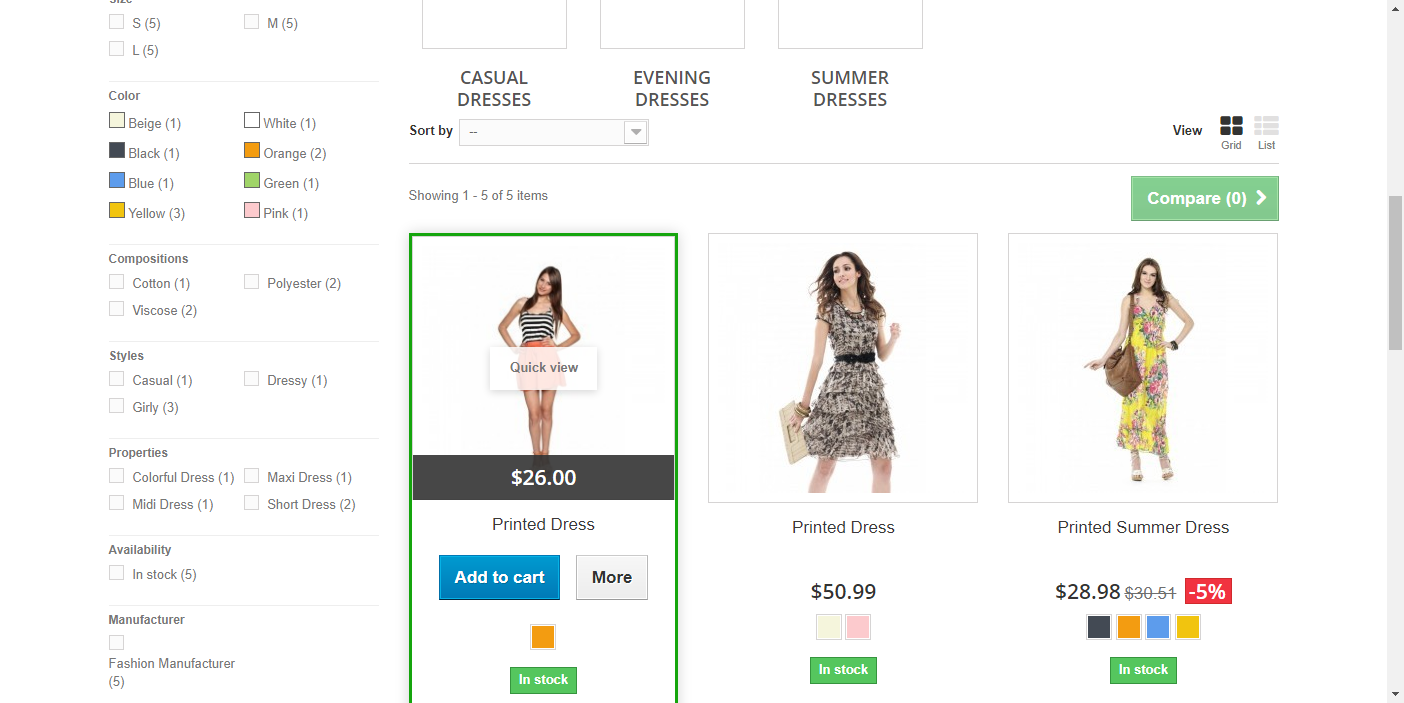 Size
S (5)
M (5)
L (5)
Color
Beige (1)
White (1)
Black (1)
Orange (2)
Blue (1)
Green (1)
Yellow (3)
Pink (1)
Compositions
Cotton (1)
Polyester (2)
Viscose (2)
Styles
Casual (1)
Dressy (1)
Girly (3)
Properties
Colorful Dress (1)
Maxi Dress (1)
Midi Dress (1)
Short Dress (2)
Availability
In stock (5)
Manufacturer
Fashion Manufacturer
(5)
CASUAL
DRESSES
EVENING
DRESSES
SUMMER
DRESSES
Sort by
--
View
Grid
List
Showing 1 - 5 of 5 items
Compare (0)
Quick view
$26.00
Printed Dress
Add to cart
More
In stock
Printed Dress
$50.99
In stock
Printed Summer Dress
$28.98 $30.51 -5%
In stock